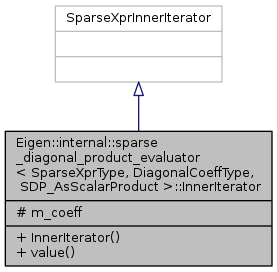 SparseXprInnerIterator
Eigen::internal::sparse
_diagonal_product_evaluator
< SparseXprType, DiagonalCoeffType,
SDP_AsScalarProduct >::InnerIterator
# m_coeff
+ InnerIterator()
+ value()